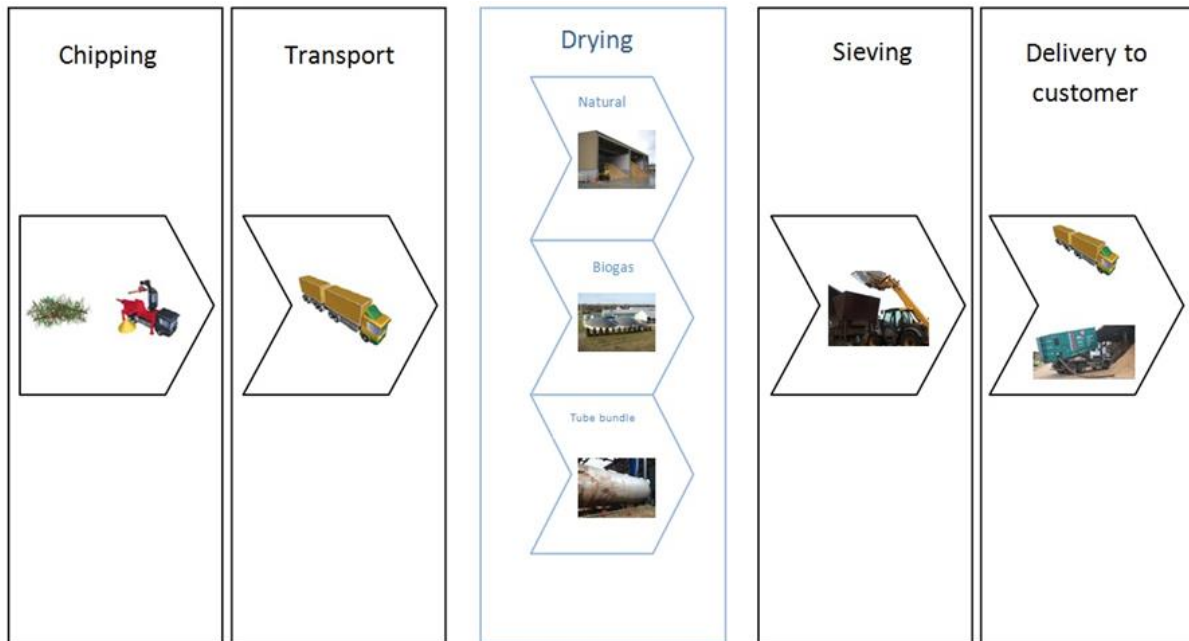 Chipping
Transport
Drying
Natural
Biogas
Tube bundle
Sieving
Delivery to
customer